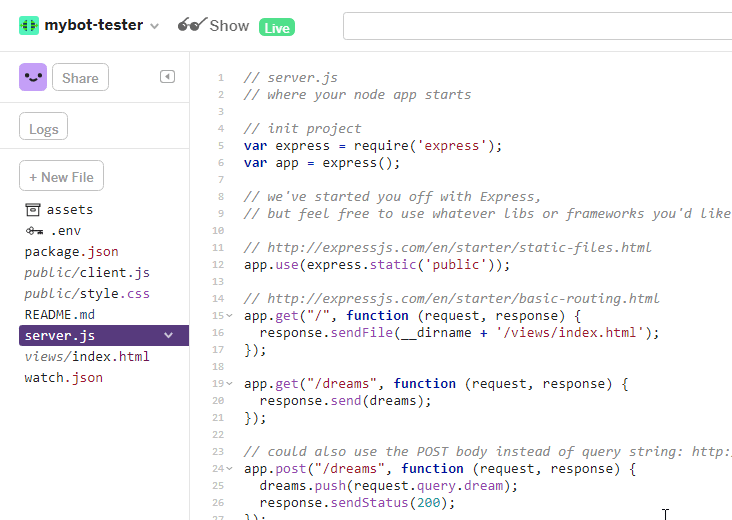 mybot-tester Show Live
Share
Logs
+ New File
assets
.env
package.json
public/client.js
public/style.css
README.md
server.js
views/index.html
watch.json
1 // server.js
2 // where your node app starts
3
4 // init project
5 var express = require('express');
6 var app = express();
7
8 // we've started you off with Express,
9 // but feel free to use whatever libs or frameworks you'd like
10
11 // http://expressjs.com/en/starter/static-files.html
12 app.use(express.static('public'));
13
14 // http://expressjs.com/en/starter/basic-routing.html
15 app.get("/", function (request, response) {
16 response.sendFile(__dirname + '/views/index.html');
17 });
18
19 app.get("/dreams", function (request, response) {
20 response.send(dreams);
21 });
22
23 // could also use the POST body instead of query string: http:/
24 app.post("/dreams", function (request, response) {
25 dreams.push(request.query.dream);
26 response.sendStatus(200);
27 });